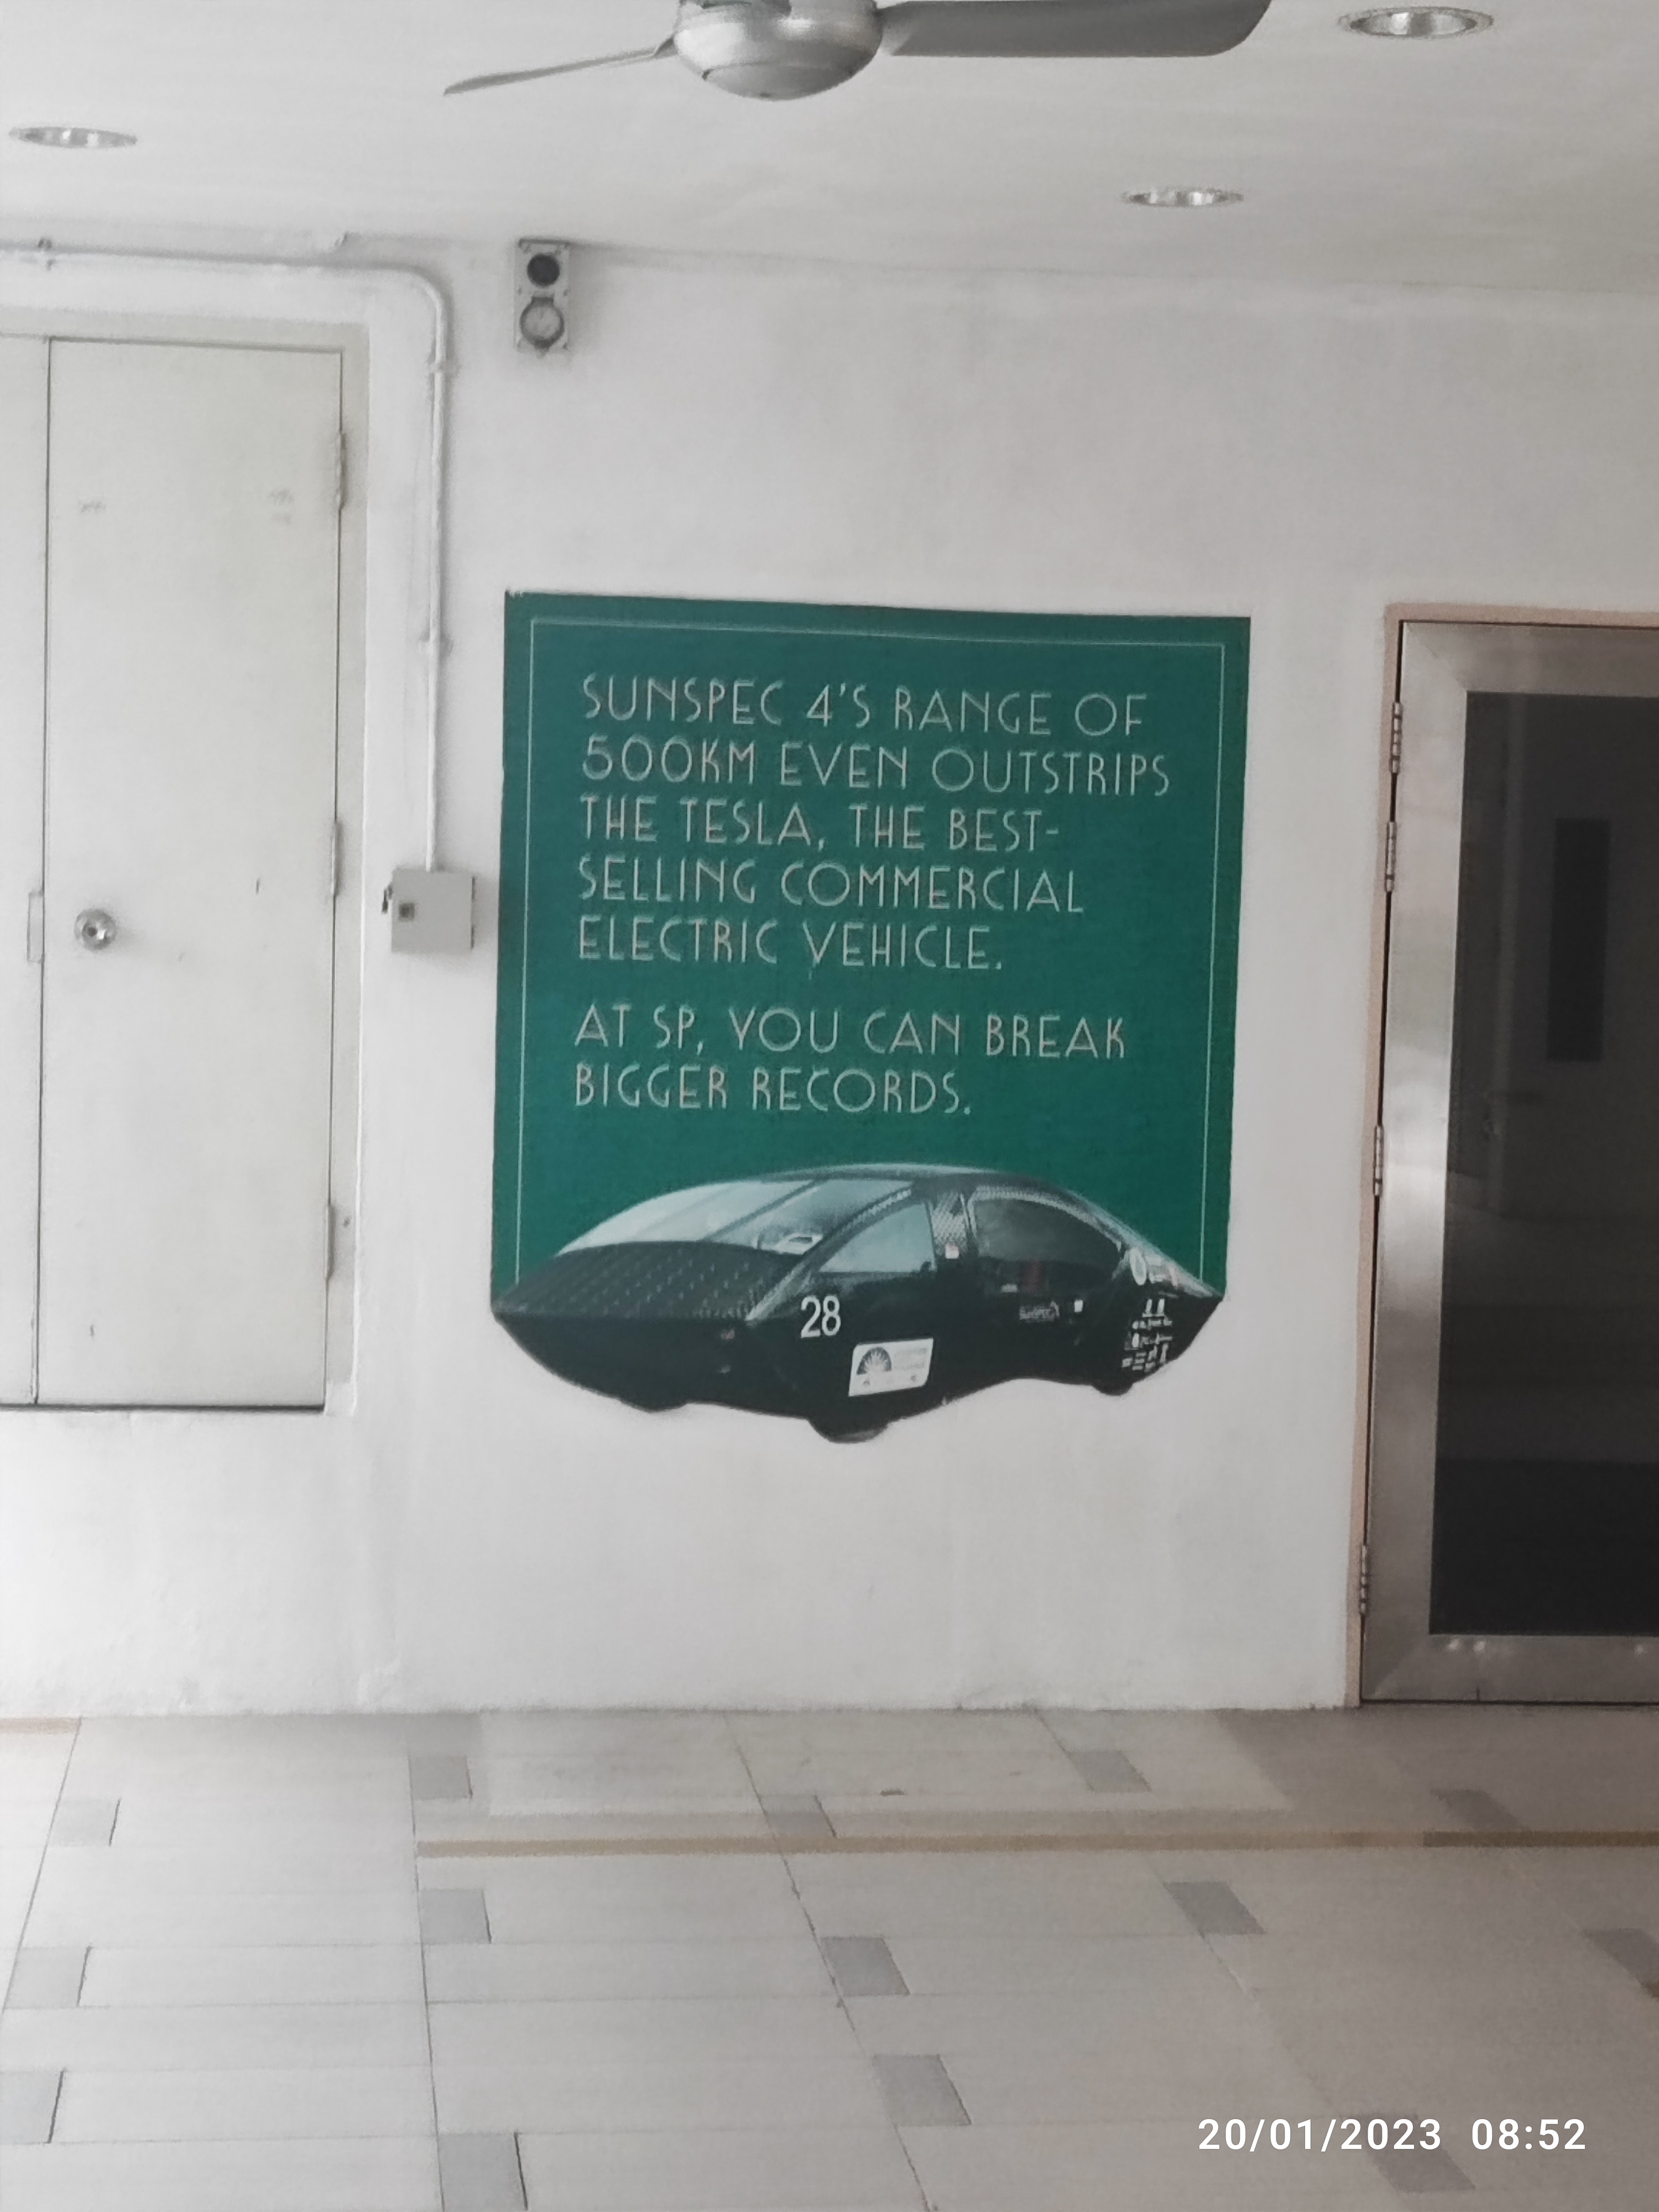 SUNSPEC 4'S RANGE OF
500KM EVEN OUTSTRIPS
THE TESLA, THE BEST-
SELLING COMMERCIAL
ELECTRIC VEHICLE.
AT SP, YOU CAN BREAK
BIGGER RECORDS.
28
SUNSPEC
20/01/2023 08:52